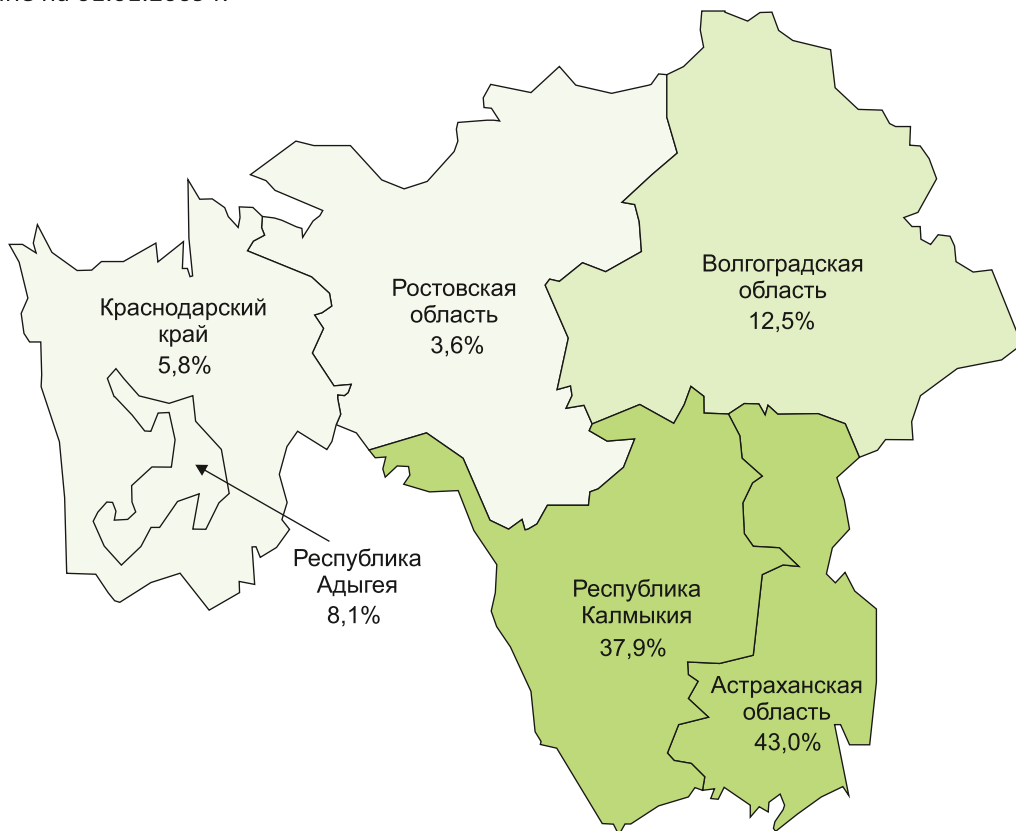 Волгоградская
область
12,5%
Ростовская
область
3,6%
Краснодарский
край
5,8%
Республика
Адыгея
8,1%
Республика
Калмыкия
37,9%
Астраханская
область
43,0%